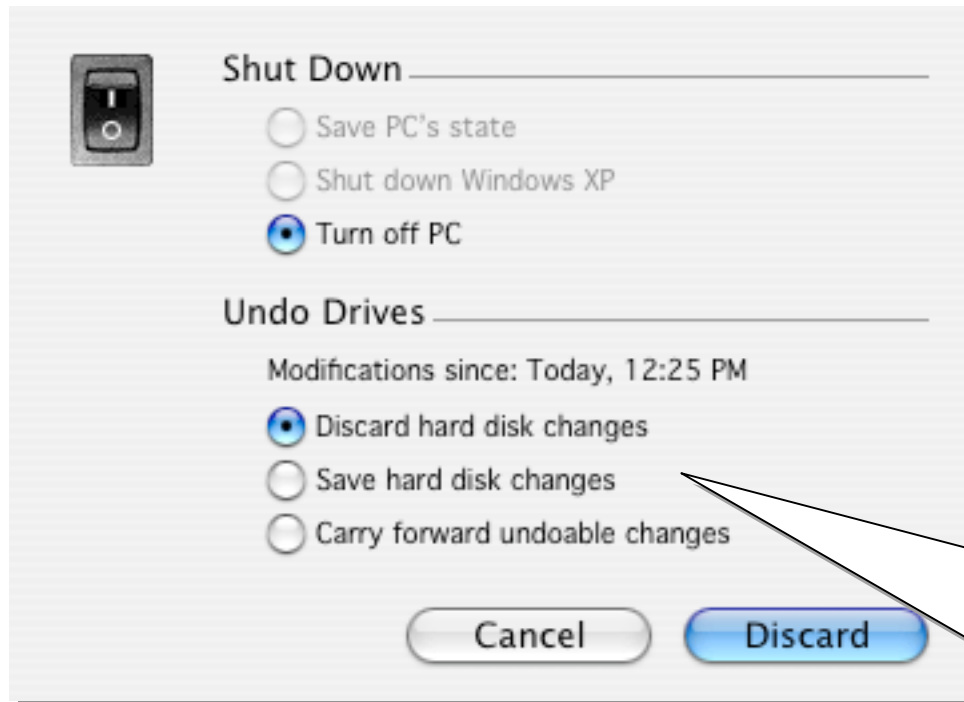 Shut Down
Save PC's state
Shut down Windows XP
Turn off PC
Undo Drives
Modifications since: Today, 12:25 PM
Discard hard disk changes
Save hard disk changes
Carry forward undoable changes
Cancel Discard